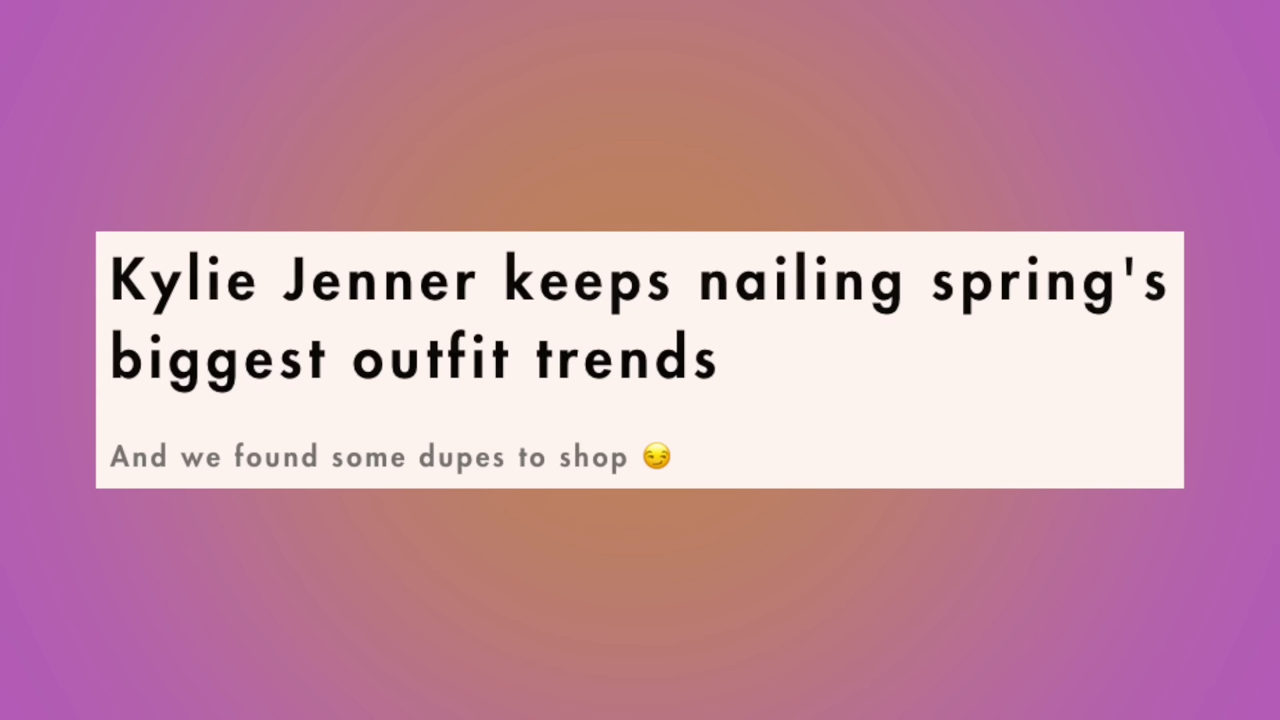 Kylie Jenner keeps nailing spring's
biggest outfit trends
And we found some dupes to shop 😏